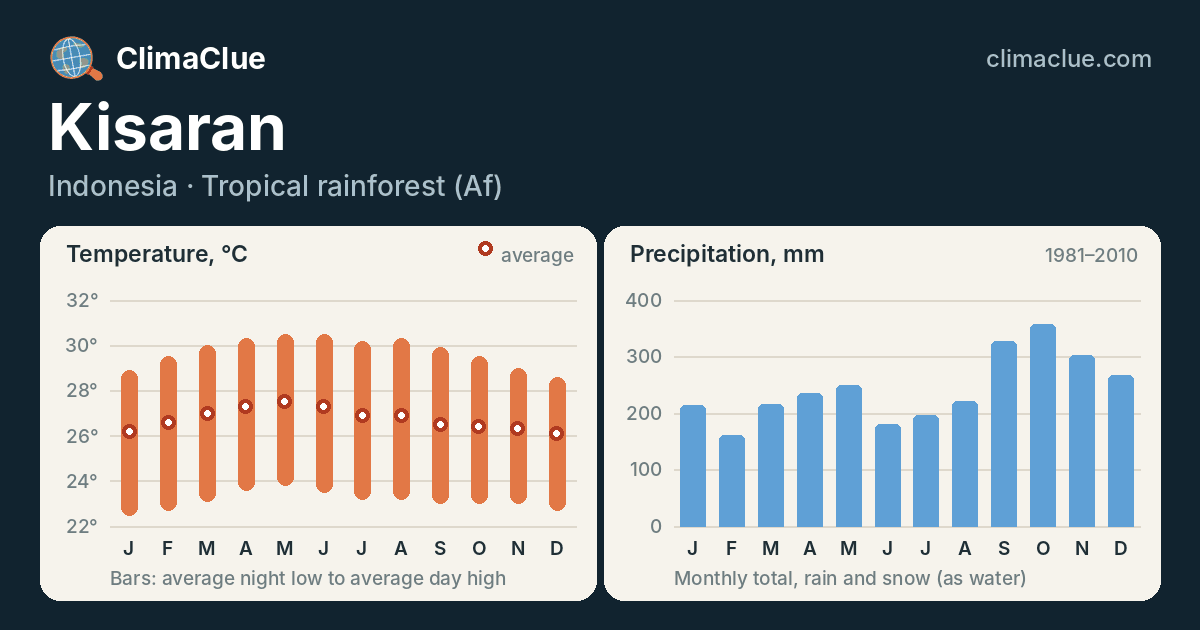 ClimaClue
climaclue.com
Kisaran
Indonesia · Tropical rainforest (Af)
Temperature, °C
average
32°
30°
28°
26°
24°
22°
J F M A M J J A S O N D
Bars: average night low to average day high
Precipitation, mm
1981–2010
400
300
200
100
0
J F M A M J J A S O N D
Monthly total, rain and snow (as water)